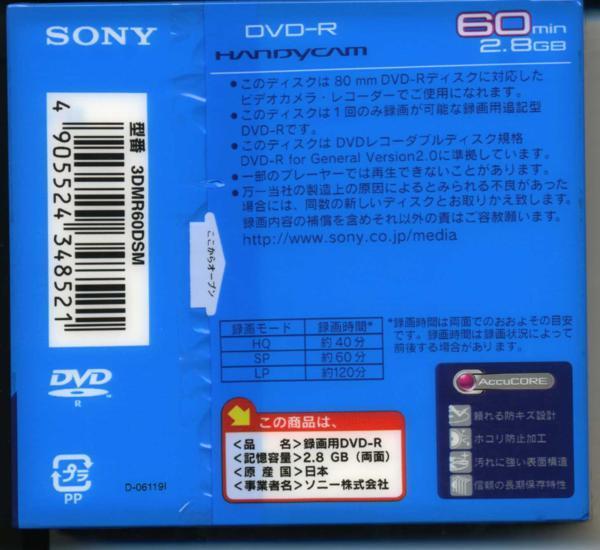 SONY
DVD-R
HANDYCAM
60min
2.8GB
●このディスクは 80 mm DVD-Rディスクに対応した
ビデオカメラ・レコーダーでご使用になれます。
●このディスクは1回のみ録画が可能な録画用追記型
DVD-Rです。
●このディスクは DVDレコーダブルディスク規格
DVD-R for General Version2.0に準拠しています。
●一部のプレーヤーでは再生できないことがあります。
●万一当社の製造上の原因によるとみられる不良があった
場合には、同数の新しいディスクとお取りかえ致します。
録画内容の補償を含めそれ以外の責はご容赦願います。
http://www.sony.co.jp/media
型番 3DMR60DSM
4 905524 348521
ここからオープン
録画モード 録画時間*
HQ 約 40 分
SP 約 60 分
LP 約120分
*録画時間は両面でのおおよその目安
です。録画時間は録画状況によって
前後する場合があります。
DVD
R
PP
プラ
D-06119I
この商品は、
<品 名>録画用DVD-R
<記憶容量>2.8 GB（両面）
<原 産 国>日本
<事業者名>ソニー株式会社
AccuCORE
頼れる防キズ設計
ホコリ防止加工
汚れに強い表面構造
信頼の長期保存特性